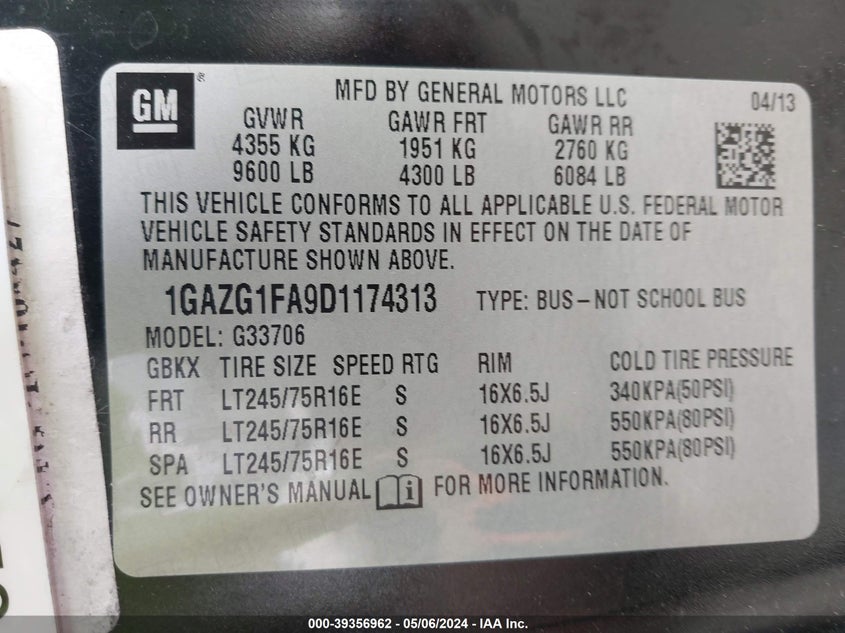 GM®
MFD BY GENERAL MOTORS LLC 04/13
GVWR GAWR FRT GAWR RR
4355 KG 1951 KG 2760 KG
9600 LB 4300 LB 6084 LB
THIS VEHICLE CONFORMS TO ALL APPLICABLE U.S. FEDERAL MOTOR
VEHICLE SAFETY STANDARDS IN EFFECT ON THE DATE OF
MANUFACTURE SHOWN ABOVE.
1GAZG1FA9D1174313 TYPE: BUS-NOT SCHOOL BUS
MODEL: G33706
GBKX TIRE SIZE SPEED RTG RIM COLD TIRE PRESSURE
FRT LT245/75R16E S 16X6.5J 340KPA(50PSI)
RR LT245/75R16E S 16X6.5J 550KPA(80PSI)
SPA LT245/75R16E S 16X6.5J 550KPA(80PSI)
SEE OWNER'S MANUAL i FOR MORE INFORMATION.
000-39356962 - 05/06/2024 - IAA Inc.